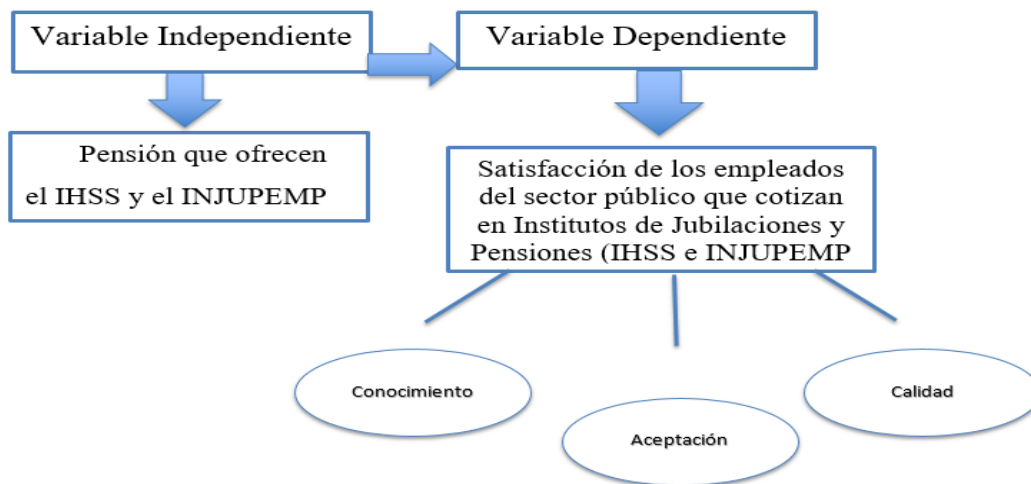 Variable Independiente
Variable Dependiente
Pensión que ofrecen
el IHSS y el INJUPEMP
Satisfacción de los empleados
del sector público que cotizan
en Institutos de Jubilaciones y
Pensiones (IHSS e INJUPEMP
Conocimiento
Aceptación
Calidad